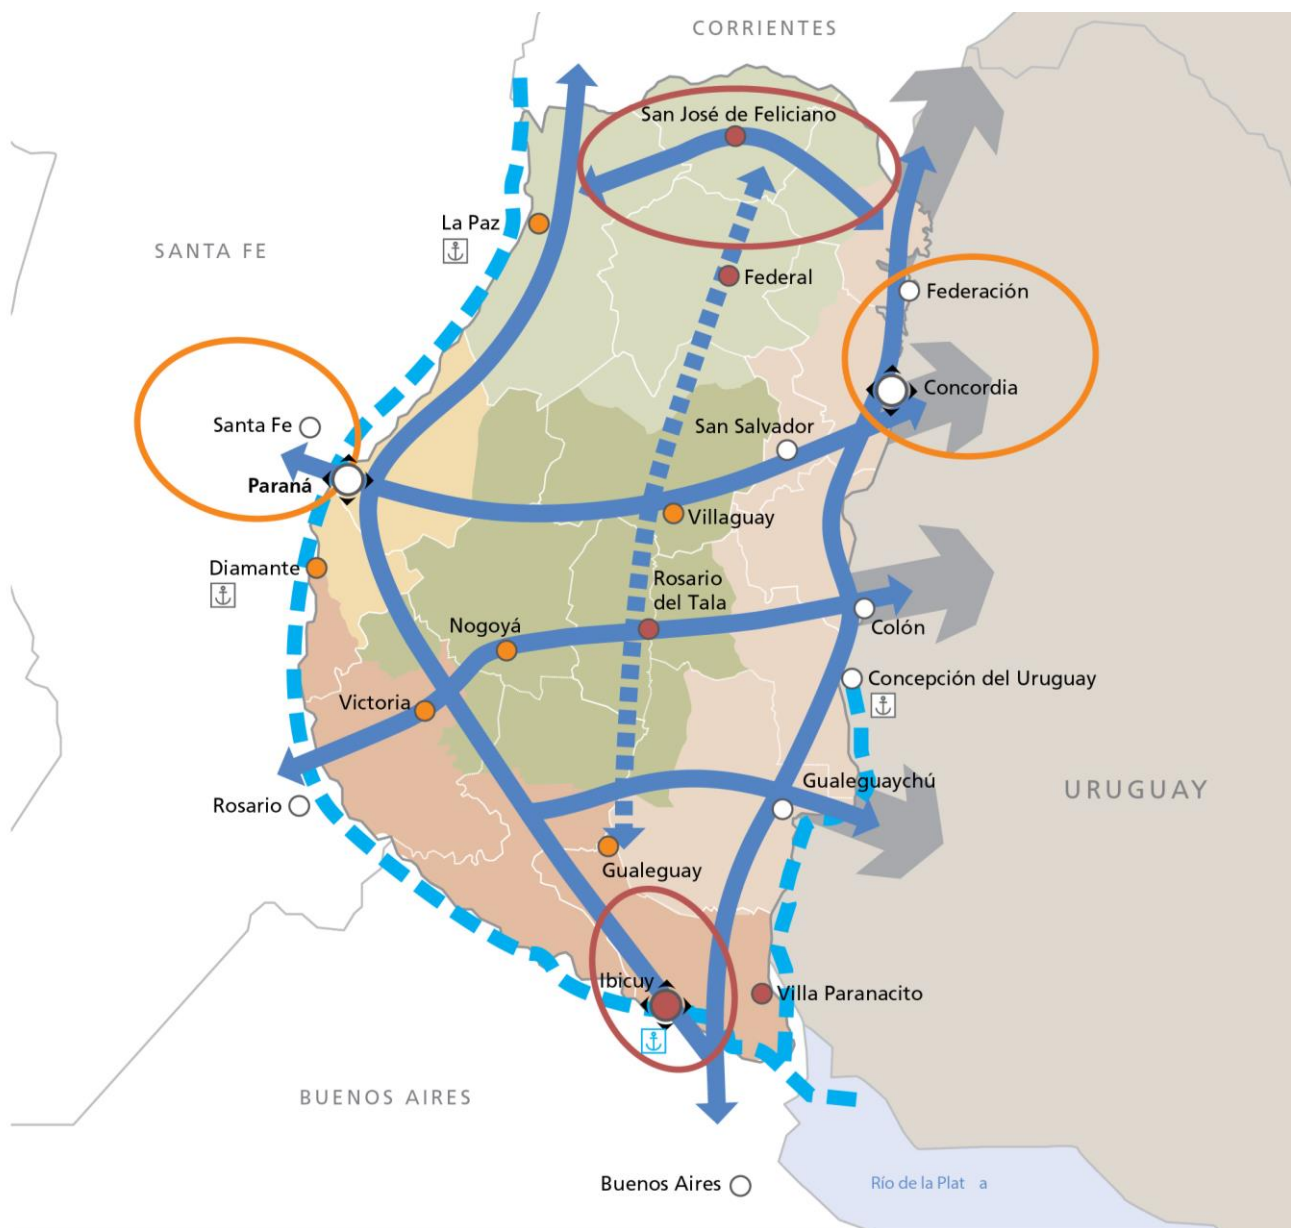 CORRIENTES
San José de Feliciano
La Paz
SANTA FE
Federal
Federación
Concordia
Santa Fe
San Salvador
Paraná
Villaguay
Diamante
Rosario
del Tala
Nogoyá
Colón
Concepción del Uruguay
Victoria
Gualeguaychú
URUGUAY
Rosario
Gualeguay
Ibicuy
Villa Paranacito
BUENOS AIRES
Buenos Aires
Río de la Plat a